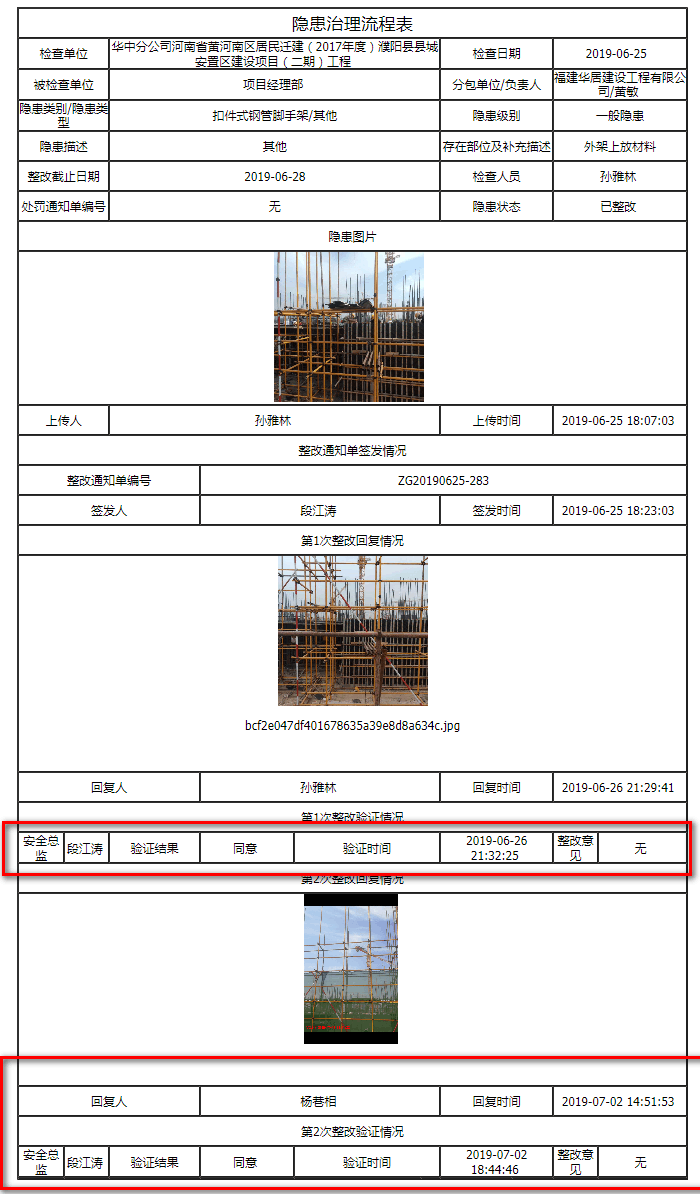 隐患治理流程表
检查单位 华中分公司河南省黄河南区居民迁建（2017年度）濮阳县县城安置区建设项目（二期）工程 检查日期 2019-06-25
被检查单位 项目经理部 分包单位/负责人 福建华居建设工程有限公司/黄敏
隐患类别/隐患类型 扣件式钢管脚手架/其他 隐患级别 一般隐患
隐患描述 其他 存在部位及补充描述 外架上放材料
整改截止日期 2019-06-28 检查人员 孙雅林
处罚通知单编号 无 隐患状态 已整改
隐患图片
上传人 孙雅林 上传时间 2019-06-25 18:07:03
整改通知单签发情况
整改通知单编号 ZG20190625-283
签发人 段江涛 签发时间 2019-06-25 18:23:03
第1次整改回复情况
bcf2e047df401678635a39e8d8a634c.jpg
回复人 孙雅林 回复时间 2019-06-26 21:29:41
第1次整改验证情况
安全总监 段江涛 验证结果 同意 验证时间 2019-06-26 21:32:25 整改意见 无
第2次整改回复情况
回复人 杨巷相 回复时间 2019-07-02 14:51:53
第2次整改验证情况
安全总监 段江涛 验证结果 同意 验证时间 2019-07-02 18:44:46 整改意见 无